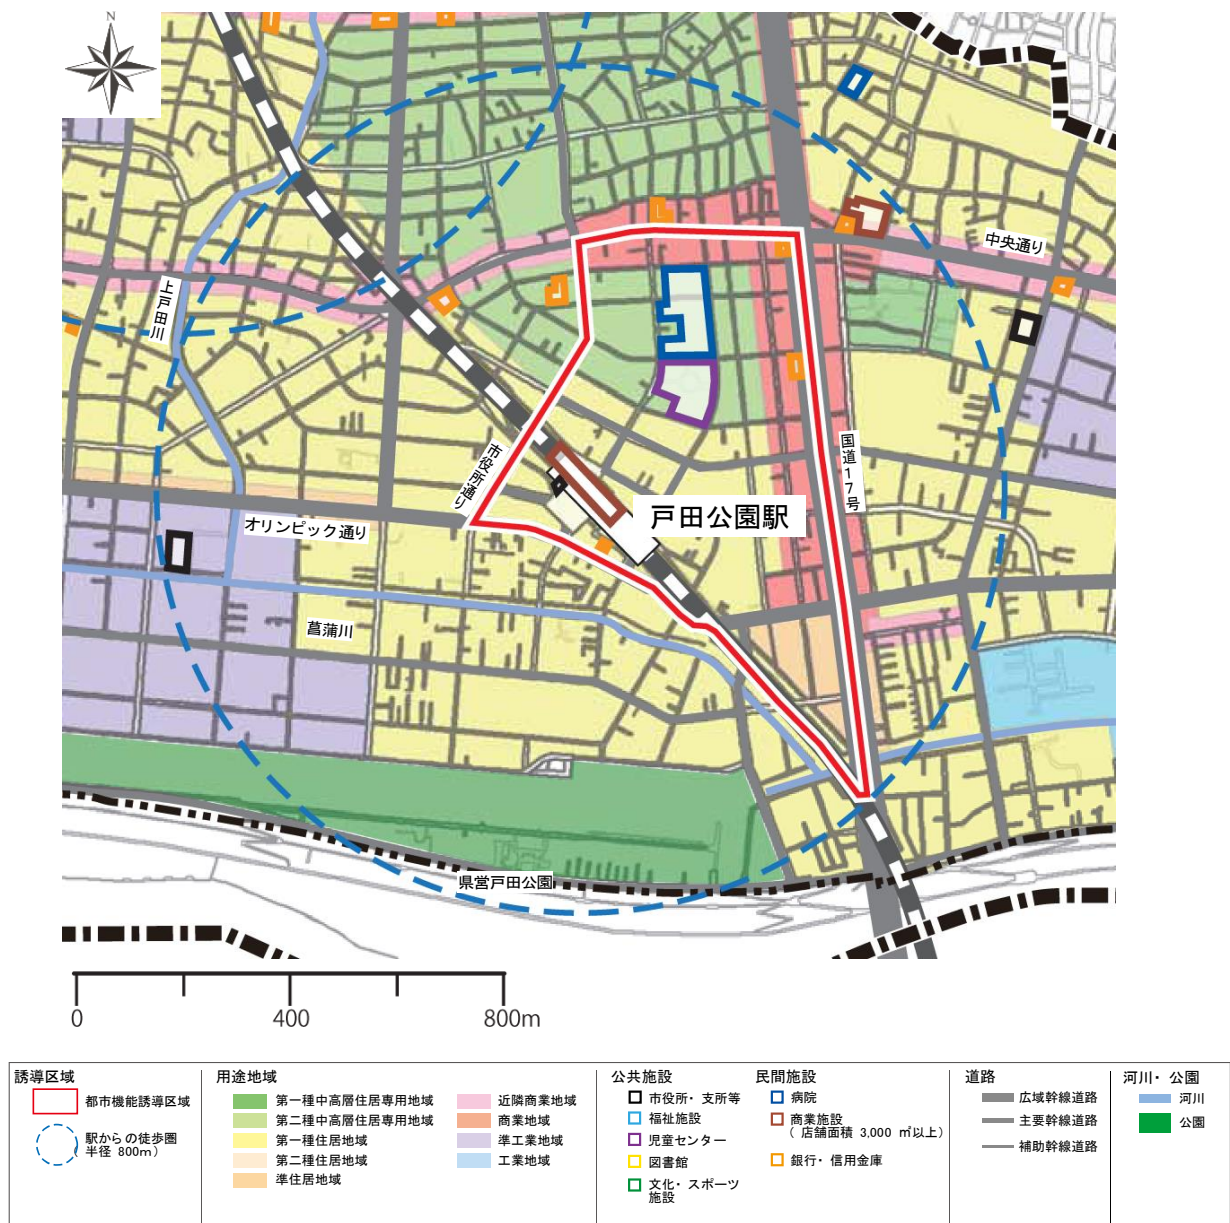 N
中央通り
上戸田川
市役所通り
国道17号
戸田公園駅
オリンピック通り
菖蒲川
県営戸田公園
0 400 800m
誘導区域
都市機能誘導区域
駅からの徒歩圏
(半径 800m)
用途地域
第一種中高層住居専用地域
第二種中高層住居専用地域
第一種住居地域
第二種住居地域
準住居地域
近隣商業地域
商業地域
準工業地域
工業地域
公共施設
市役所・支所等
福祉施設
児童センター
図書館
文化・スポーツ
施設
民間施設
病院
商業施設
(店舗面積 3,000 ㎡以上)
銀行・信用金庫
道路
広域幹線道路
主要幹線道路
補助幹線道路
河川・公園
河川
公園